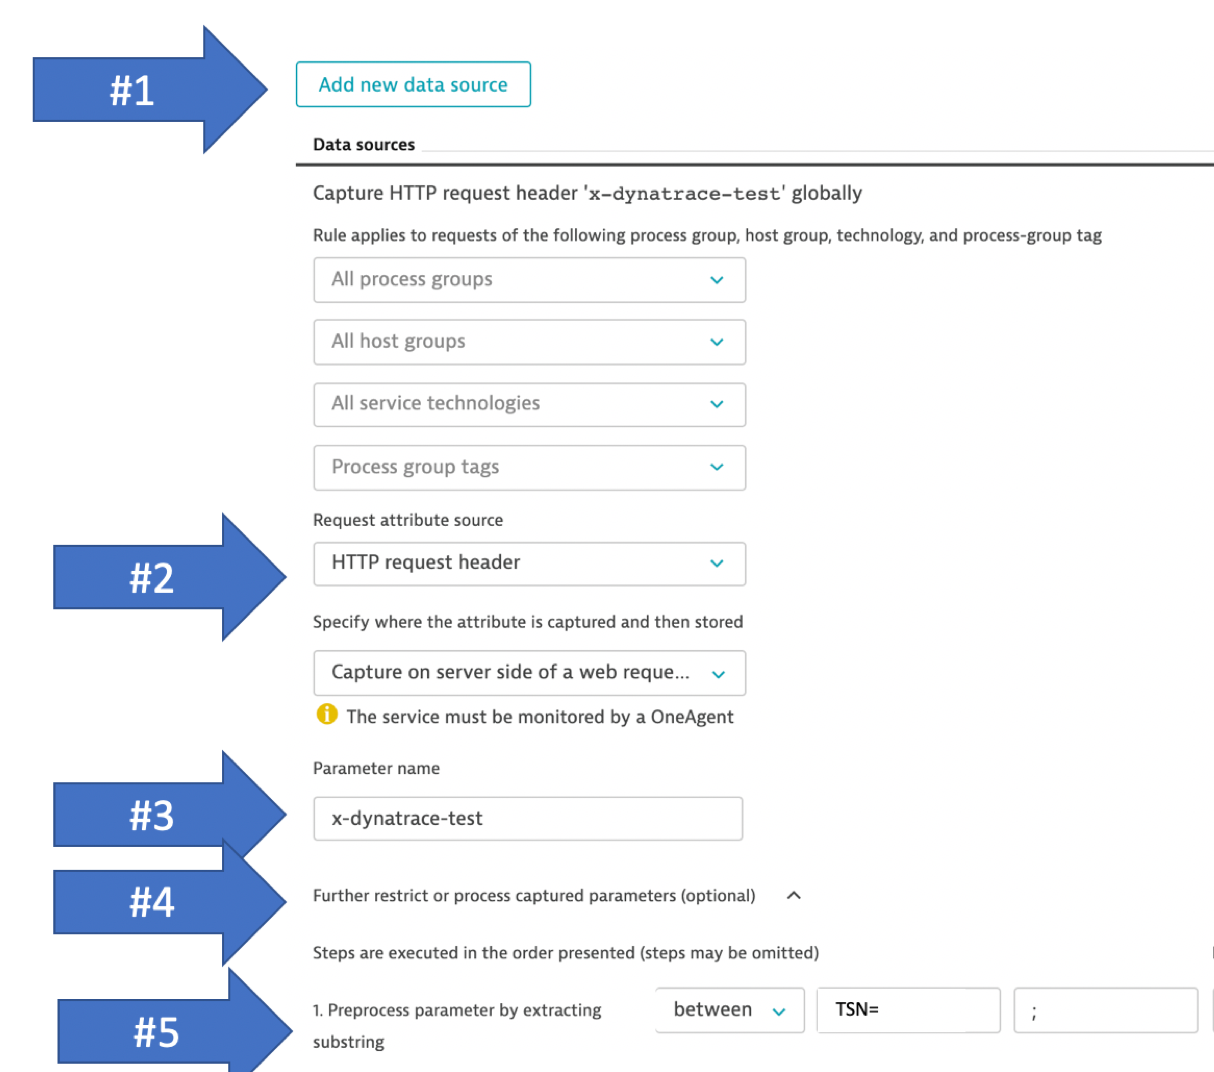 #1
Add new data source
Data sources
Capture HTTP request header 'x-dynatrace-test' globally
Rule applies to requests of the following process group, host group, technology, and process-group tag
All process groups
All host groups
All service technologies
Process group tags
Request attribute source
#2
HTTP request header
Specify where the attribute is captured and then stored
Capture on server side of a web reque...
The service must be monitored by a OneAgent
Parameter name
#3
x-dynatrace-test
#4
Further restrict or process captured parameters (optional)
Steps are executed in the order presented (steps may be omitted)
#5
1. Preprocess parameter by extracting
substring
between
TSN=
;